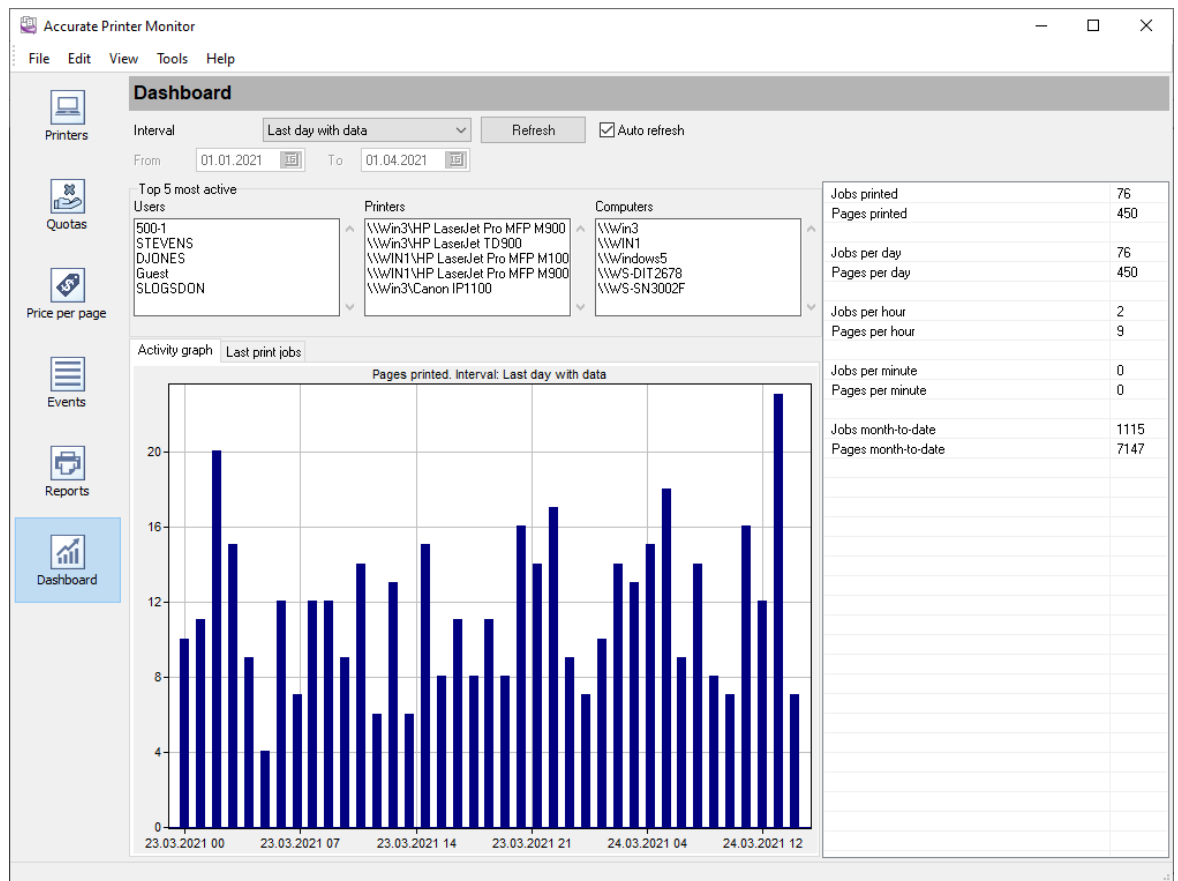 Accurate Printer Monitor
File Edit View Tools Help
Printers
Quotas
Price per page
Events
Reports
Dashboard
Dashboard
Interval Last day with data Refresh Auto refresh
From 01.01.2021 15 To 01.04.2021 15
Top 5 most active
Users
500-1
STEVENS
DJONES
Guest
SLOGSDON
Printers
\\Win3\HP LaserJet Pro MFP M900
\\Win3\HP LaserJet TD900
\\WIN1\HP LaserJet Pro MFP M100
\\WIN1\HP LaserJet Pro MFP M900
\\Win3\Canon IP1100
Computers
\\Win3
\\WIN1
\\Windows5
\\WS-DIT2678
\\WS-SN3002F
Activity graph Last print jobs
Pages printed. Interval: Last day with data
20
16
12
8
4
0
23.03.2021 00 23.03.2021 07 23.03.2021 14 23.03.2021 21 24.03.2021 04 24.03.2021 12
Jobs printed 76
Pages printed 450
Jobs per day 76
Pages per day 450
Jobs per hour 2
Pages per hour 9
Jobs per minute 0
Pages per minute 0
Jobs month-to-date 1115
Pages month-to-date 7147